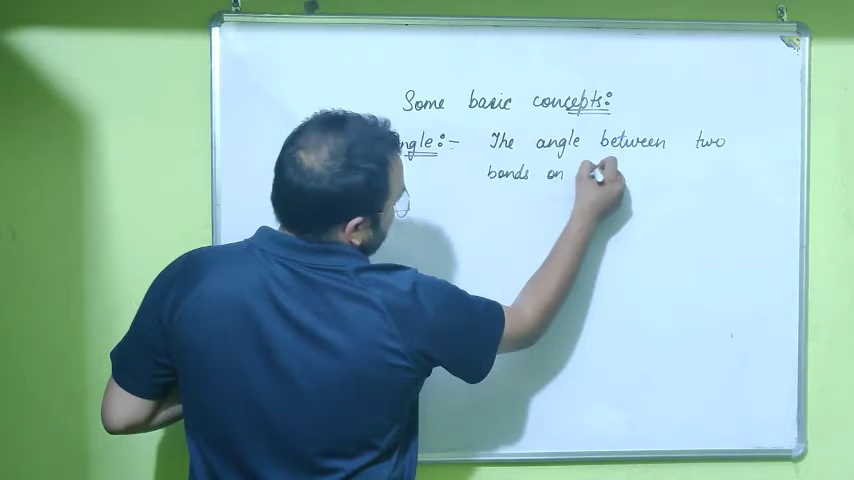 Some basic concepts:
ngle:- The angle between two
bonds on